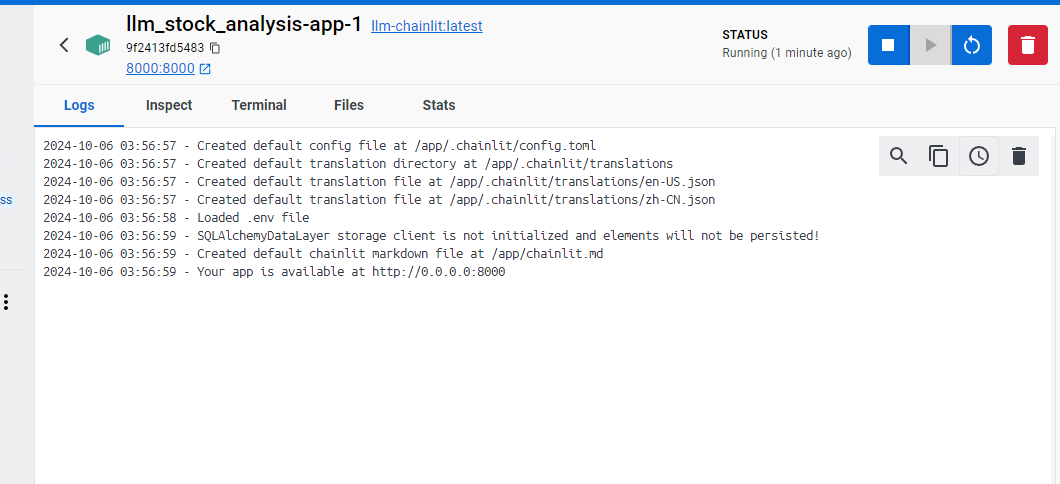 llm_stock_analysis-app-1 llm-chainlit:latest
9f2413fd5483
8000:8000
STATUS
Running (1 minute ago)
Logs Inspect Terminal Files Stats
ss
2024-10-06 03:56:57 - Created default config file at /app/.chainlit/config.toml
2024-10-06 03:56:57 - Created default translation directory at /app/.chainlit/translations
2024-10-06 03:56:57 - Created default translation file at /app/.chainlit/translations/en-US.json
2024-10-06 03:56:57 - Created default translation file at /app/.chainlit/translations/zh-CN.json
2024-10-06 03:56:58 - Loaded .env file
2024-10-06 03:56:59 - SQLAlchemyDataLayer storage client is not initialized and elements will not be persisted!
2024-10-06 03:56:59 - Created default chainlit markdown file at /app/chainlit.md
2024-10-06 03:56:59 - Your app is available at http://0.0.0.0:8000